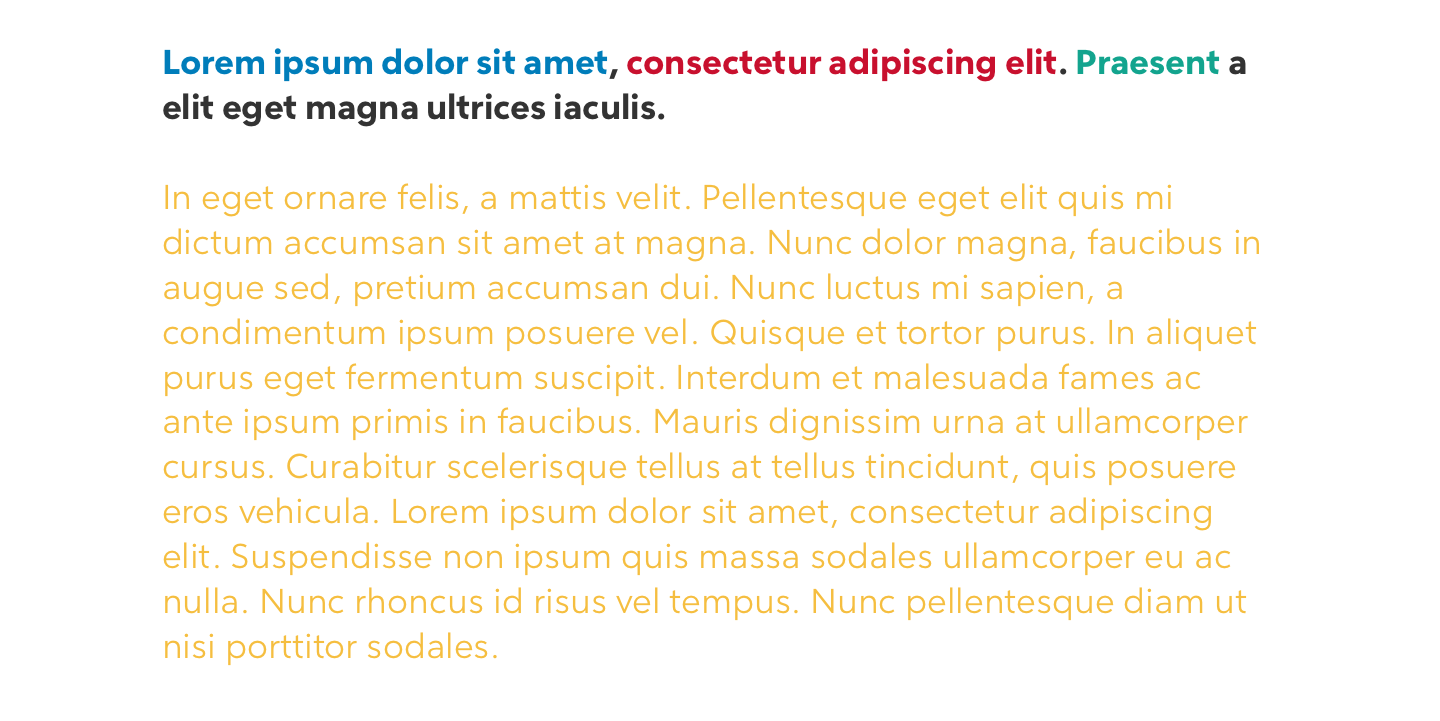 Lorem ipsum dolor sit amet, consectetur adipiscing elit. Praesent a
elit eget magna ultrices iaculis.
In eget ornare felis, a mattis velit. Pellentesque eget elit quis mi
dictum accumsan sit amet at magna. Nunc dolor magna, faucibus in
augue sed, pretium accumsan dui. Nunc luctus mi sapien, a
condimentum ipsum posuere vel. Quisque et tortor purus. In aliquet
purus eget fermentum suscipit. Interdum et malesuada fames ac
ante ipsum primis in faucibus. Mauris dignissim urna at ullamcorper
cursus. Curabitur scelerisque tellus at tellus tincidunt, quis posuere
eros vehicula. Lorem ipsum dolor sit amet, consectetur adipiscing
elit. Suspendisse non ipsum quis massa sodales ullamcorper eu ac
nulla. Nunc rhoncus id risus vel tempus. Nunc pellentesque diam ut
nisi porttitor sodales.